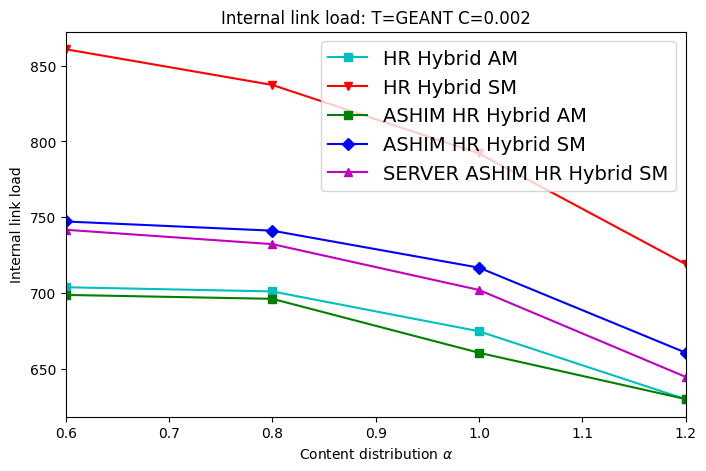 Internal link load: T=GEANT C=0.002
HR Hybrid AM
HR Hybrid SM
ASHIM HR Hybrid AM
ASHIM HR Hybrid SM
SERVER ASHIM HR Hybrid SM
Internal link load
850
800
750
700
650
0.6 0.7 0.8 0.9 1.0 1.1 1.2
Content distribution α